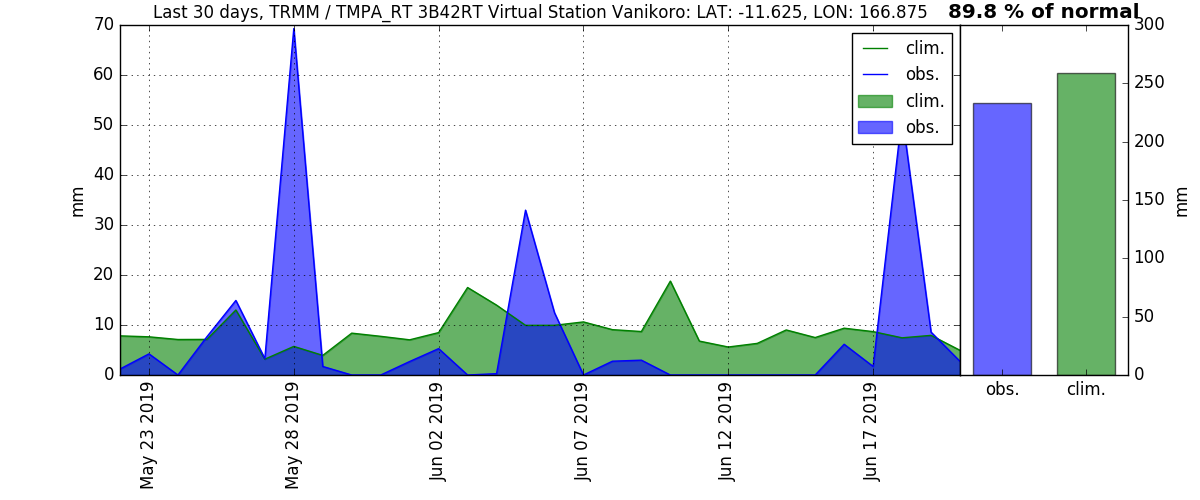 Last 30 days, TRMM / TMPA_RT 3B42RT Virtual Station Vanikoro: LAT: -11.625, LON: 166.875
89.8 % of normal
70
60
50
40
30
20
10
0
mm
clim.
obs.
clim.
obs.
May 23 2019
May 28 2019
Jun 02 2019
Jun 07 2019
Jun 12 2019
Jun 17 2019
300
250
200
150
100
50
0
mm
obs.
clim.